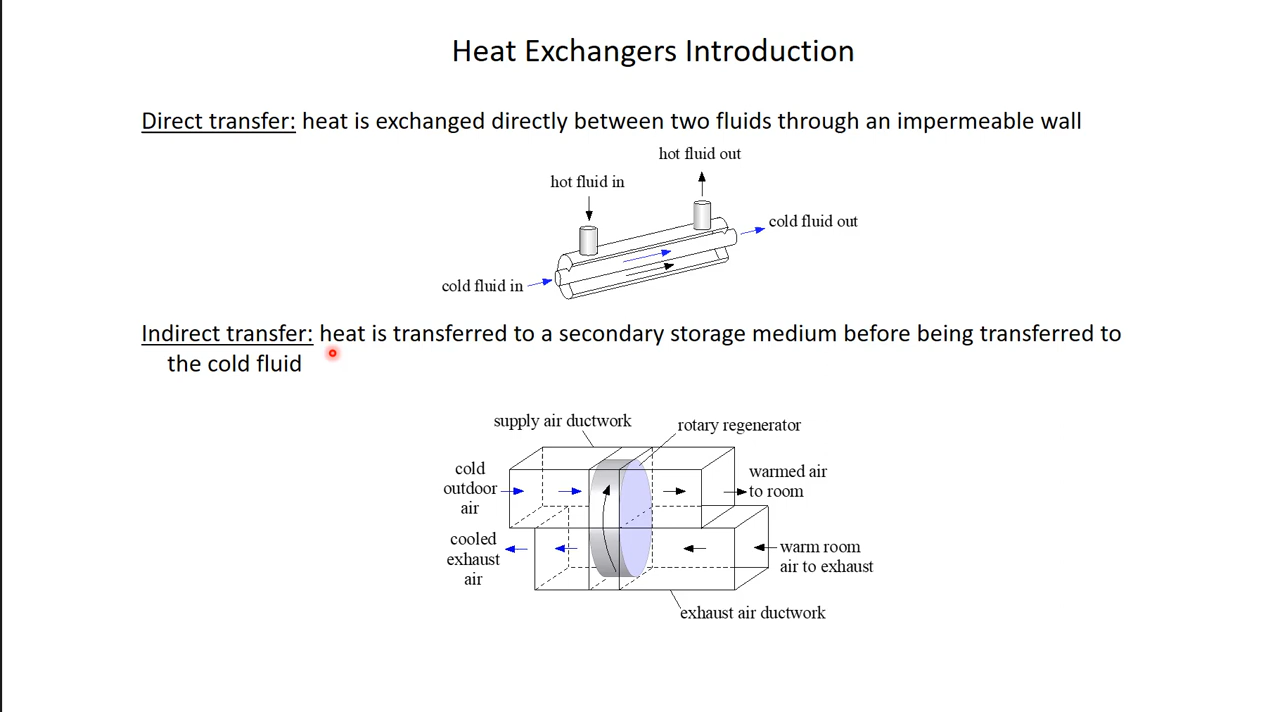 Heat Exchangers Introduction
Direct transfer: heat is exchanged directly between two fluids through an impermeable wall
hot fluid out
hot fluid in
cold fluid out
cold fluid in
Indirect transfer: heat is transferred to a secondary storage medium before being transferred to
the cold fluid
supply air ductwork
rotary regenerator
cold
outdoor
air
warmed air
to room
cooled
exhaust
air
warm room
air to exhaust
exhaust air ductwork